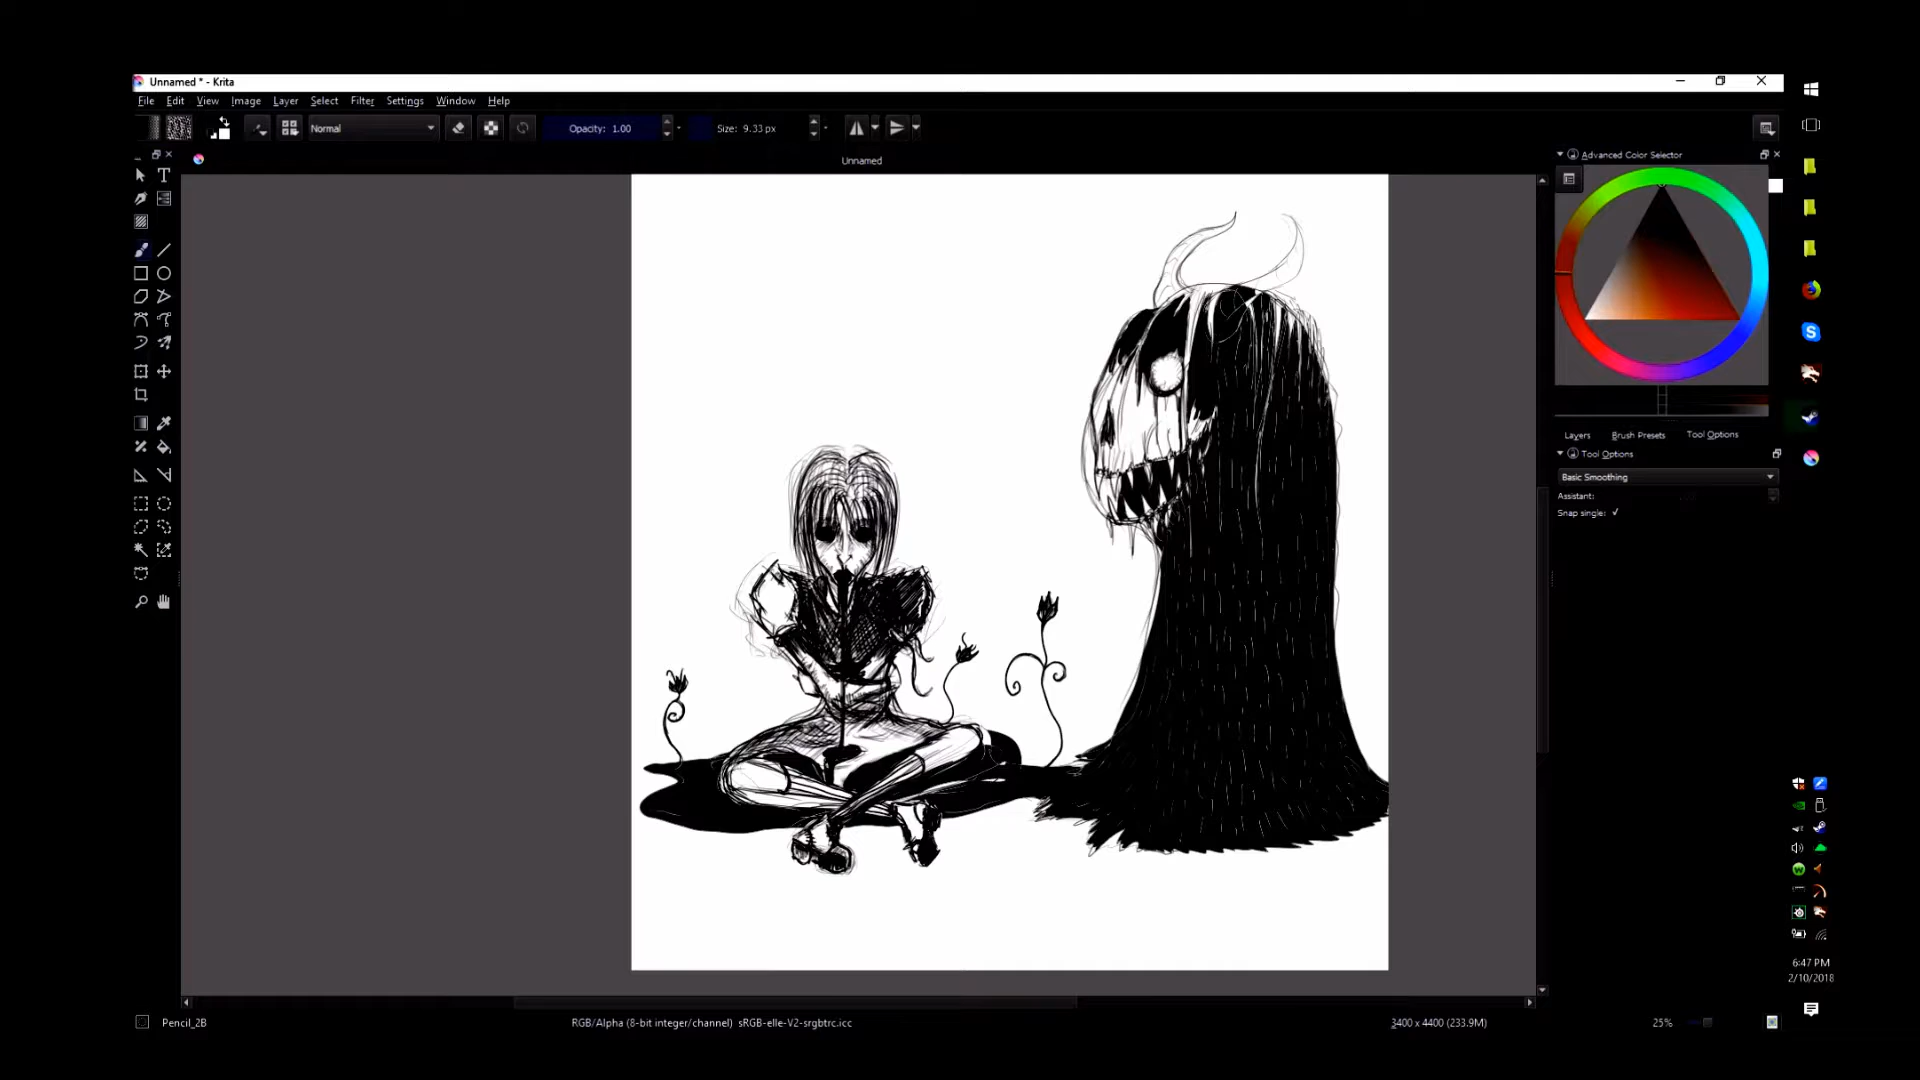 Unnamed * - Krita
File Edit View Image Layer Select Filter Settings Window Help
Normal
Opacity: 1.00
Size: 9.33 px
Unnamed
Advanced Color Selector
Layers Brush Presets Tool Options
Tool Options
Basic Smoothing
Assistant:
Snap single: ✓
6:47 PM
2/10/2018
Pencil_2B
RGB/Alpha (8-bit integer/channel) sRGB-elle-V2-srgbtrc.icc
3400 x 4400 (233.9M)
25%